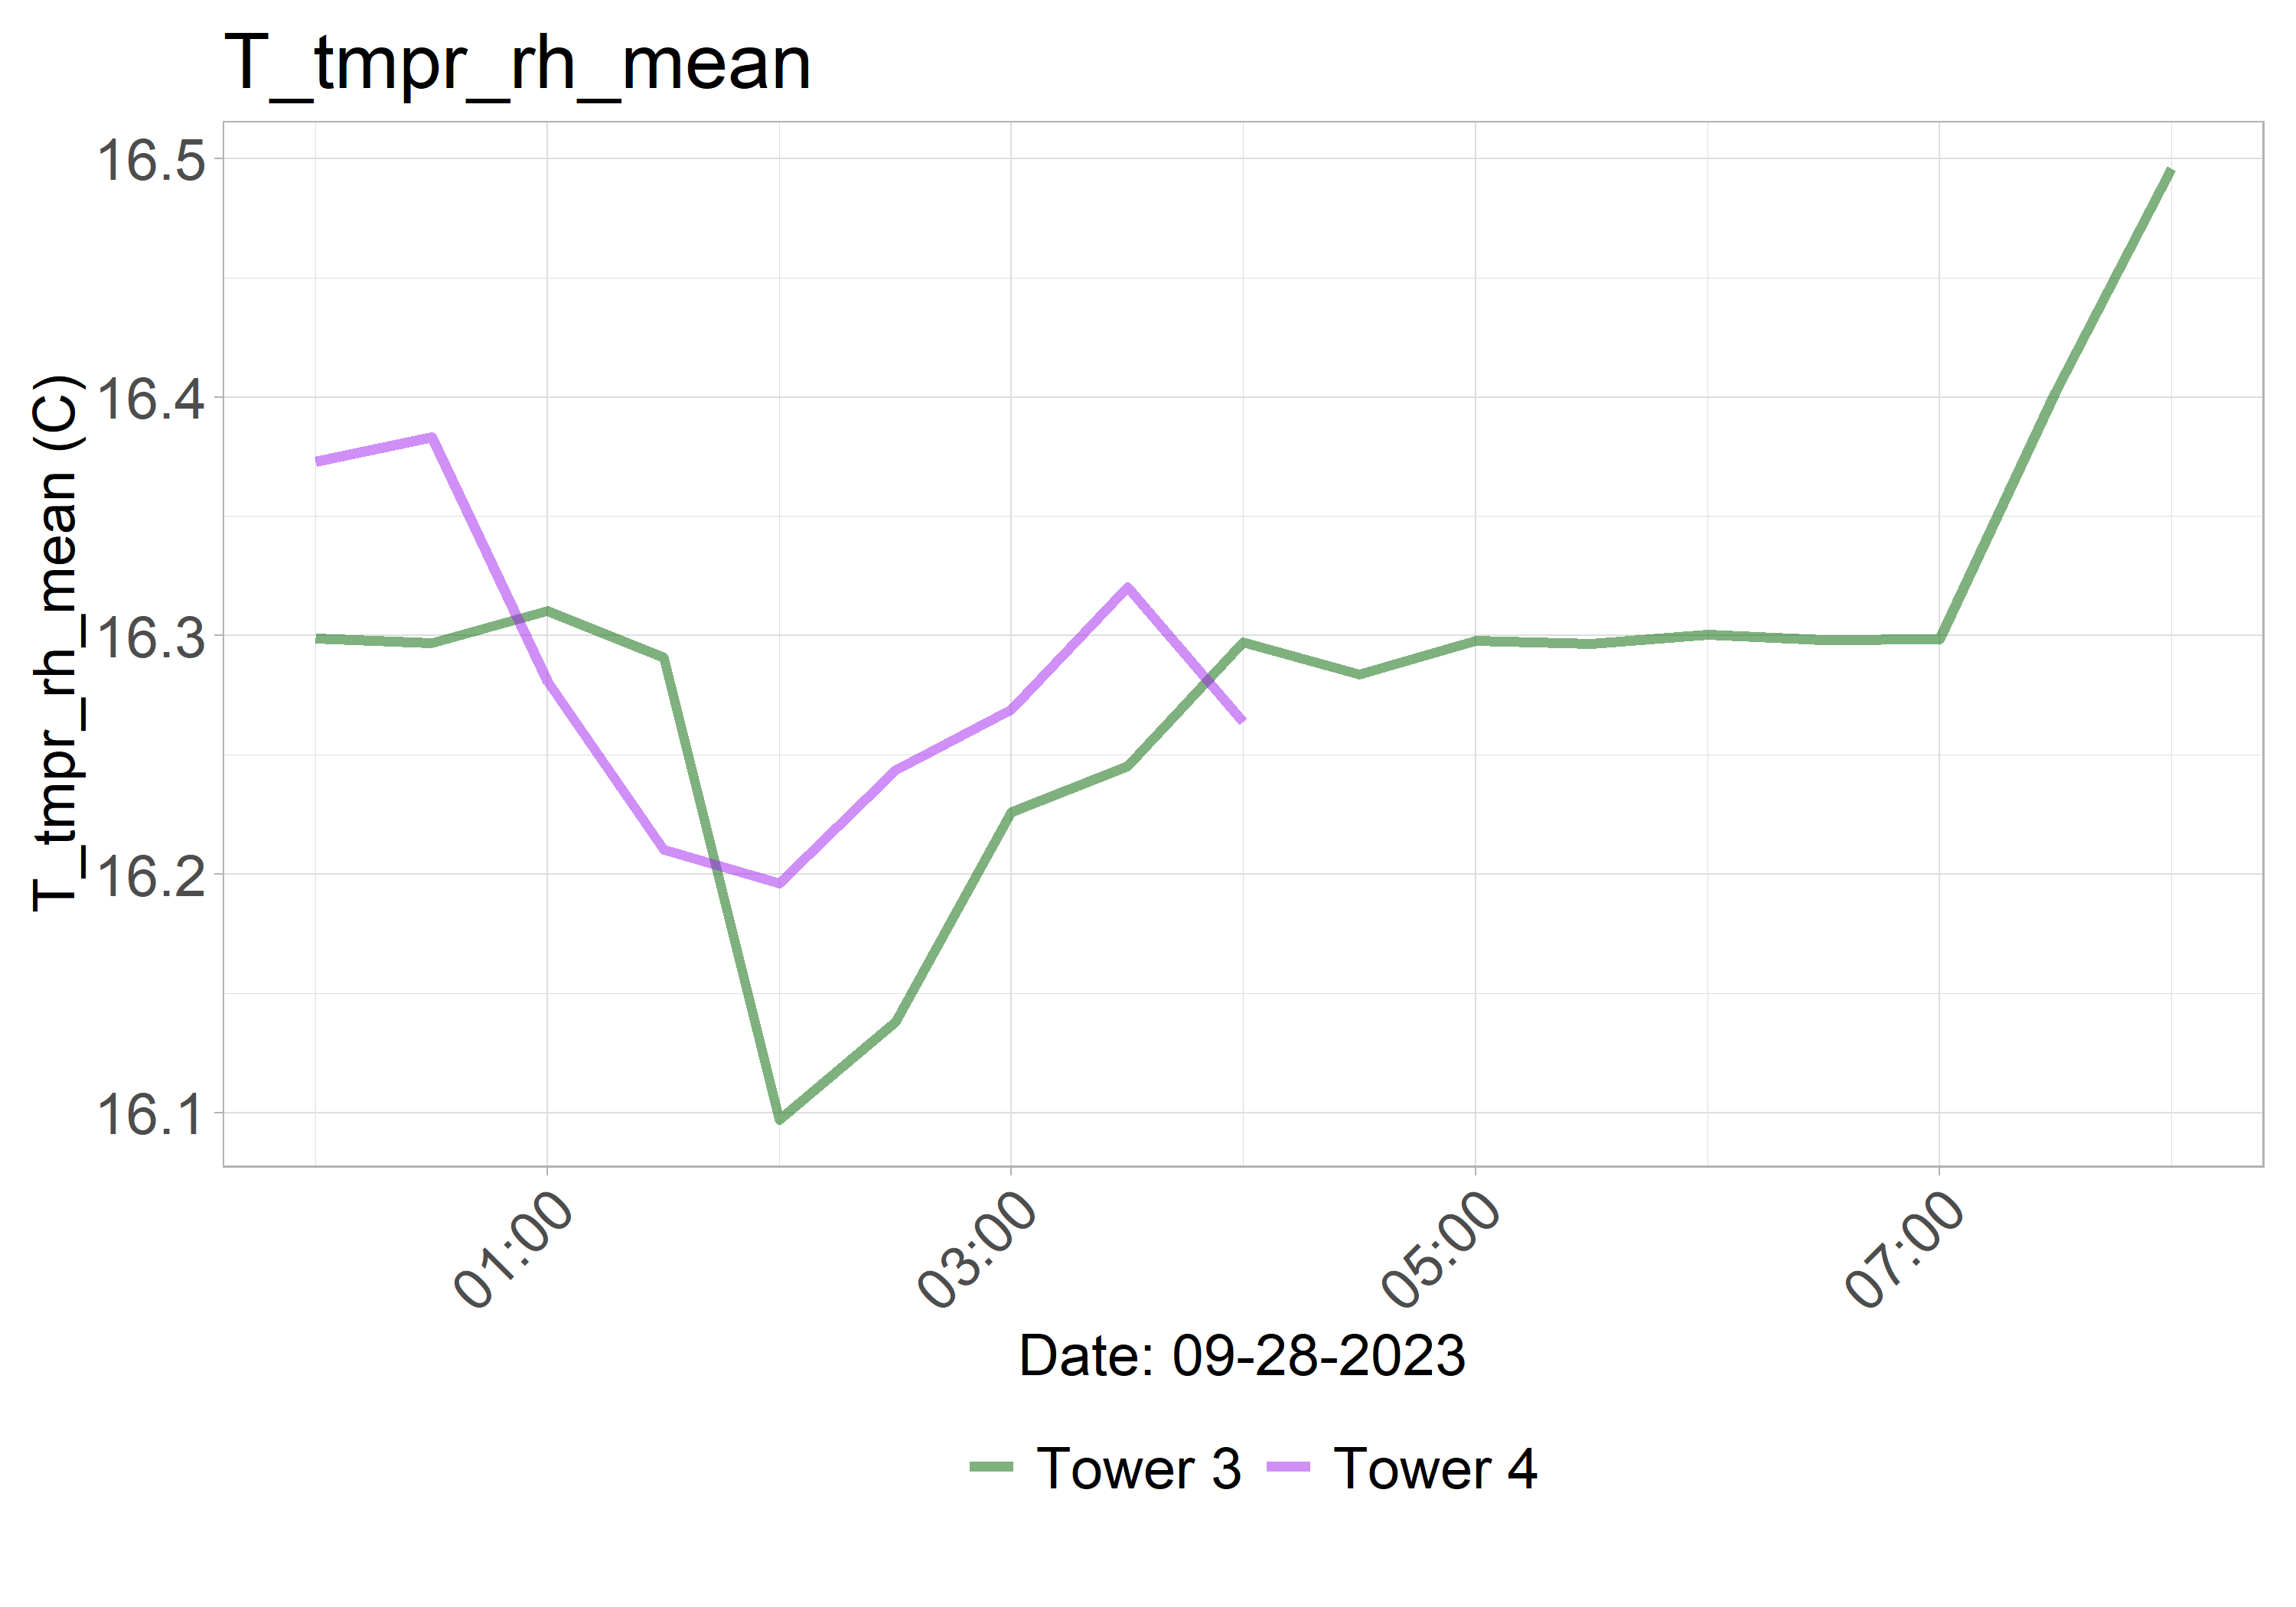 T_tmpr_rh_mean
T_tmpr_rh_mean (C)
16.5
16.4
16.3
16.2
16.1
01:00
03:00
05:00
07:00
Date: 09-28-2023
Tower 3
Tower 4